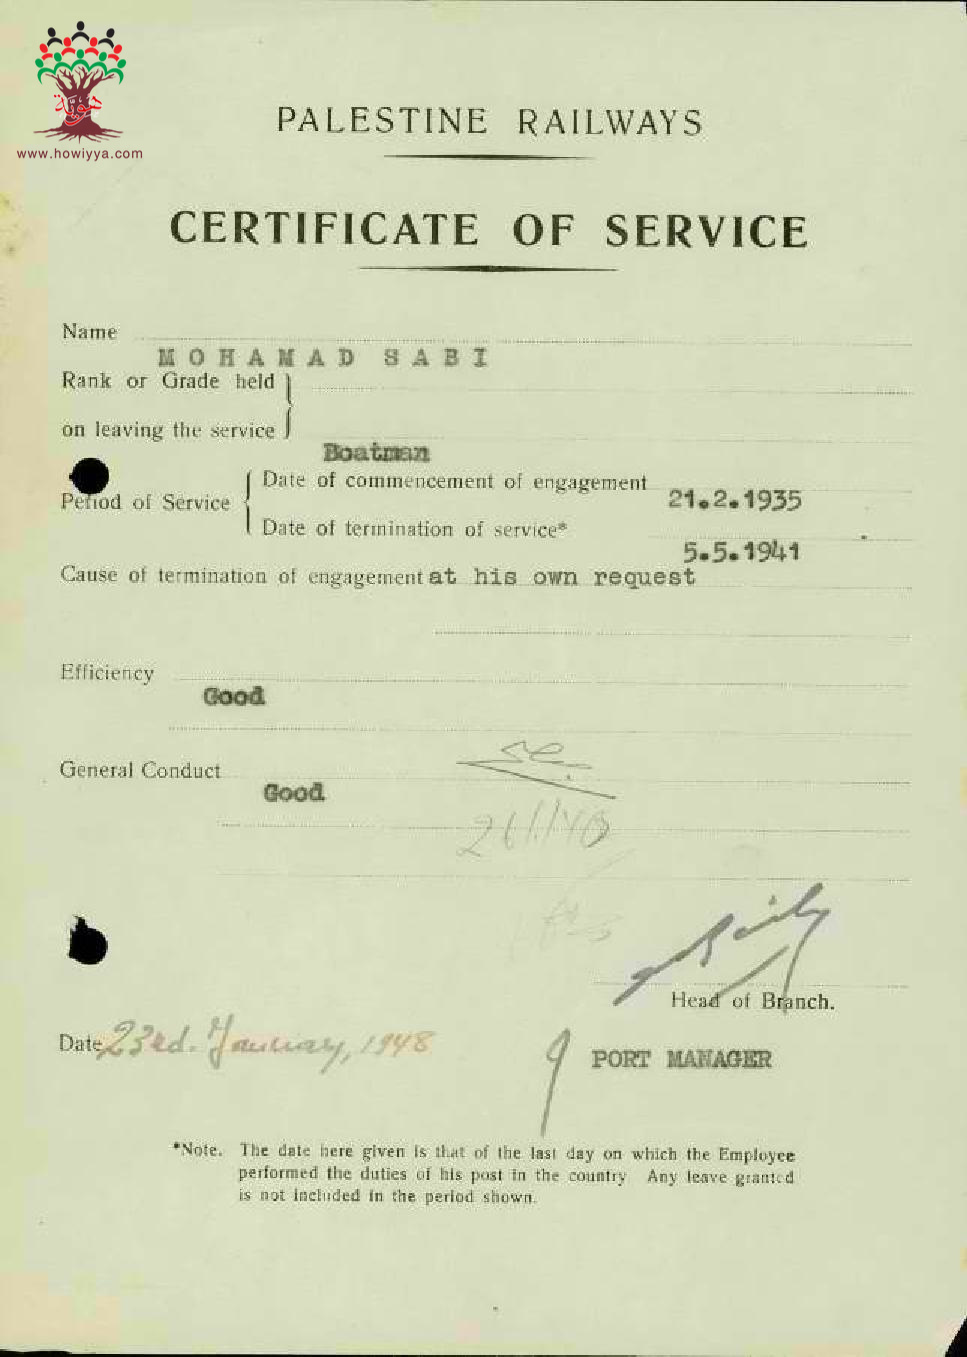 هوية
www.howiyya.com
PALESTINE RAILWAYS
CERTIFICATE OF SERVICE
Name
MOHAMAD SABI
Rank or Grade held
on leaving the service
Boatman
Period of Service
Date of commencement of engagement 21.2.1935
Date of termination of service*
5.5.1941
Cause of termination of engagement at his own request
Efficiency
Good
General Conduct
Good
Head of Branch.
Date 23rd. January, 1948
PORT MANAGER
*Note. The date here given is that of the last day on which the Employee
performed the duties of his post in the country Any leave granted
is not included in the period shown.